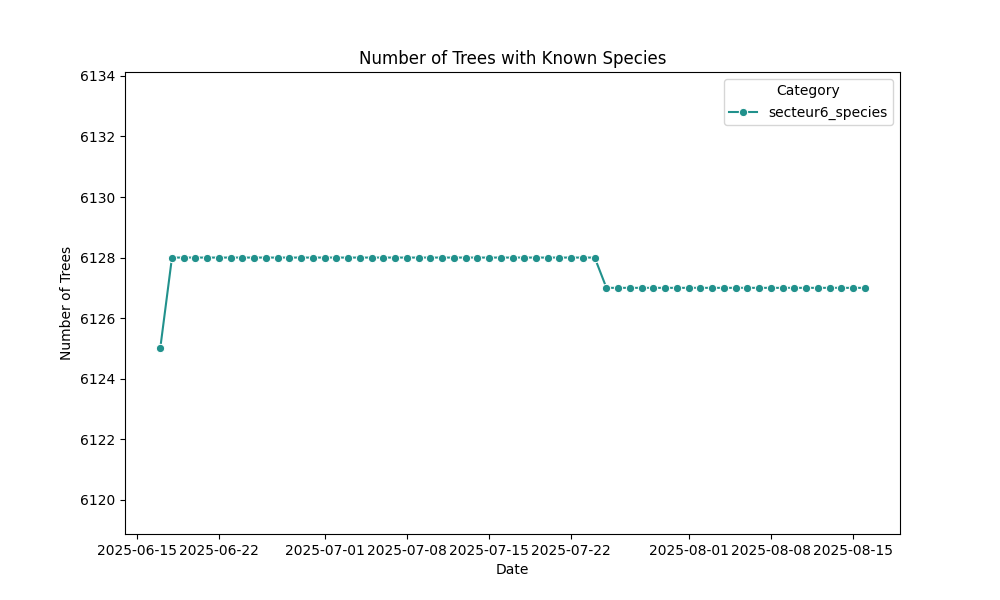 Number of Trees with Known Species
Category
secteur6_species
Number of Trees
6134
6132
6130
6128
6126
6124
6122
6120
2025-06-15 2025-06-22 2025-07-01 2025-07-08 2025-07-15 2025-07-22 2025-08-01 2025-08-08 2025-08-15
Date